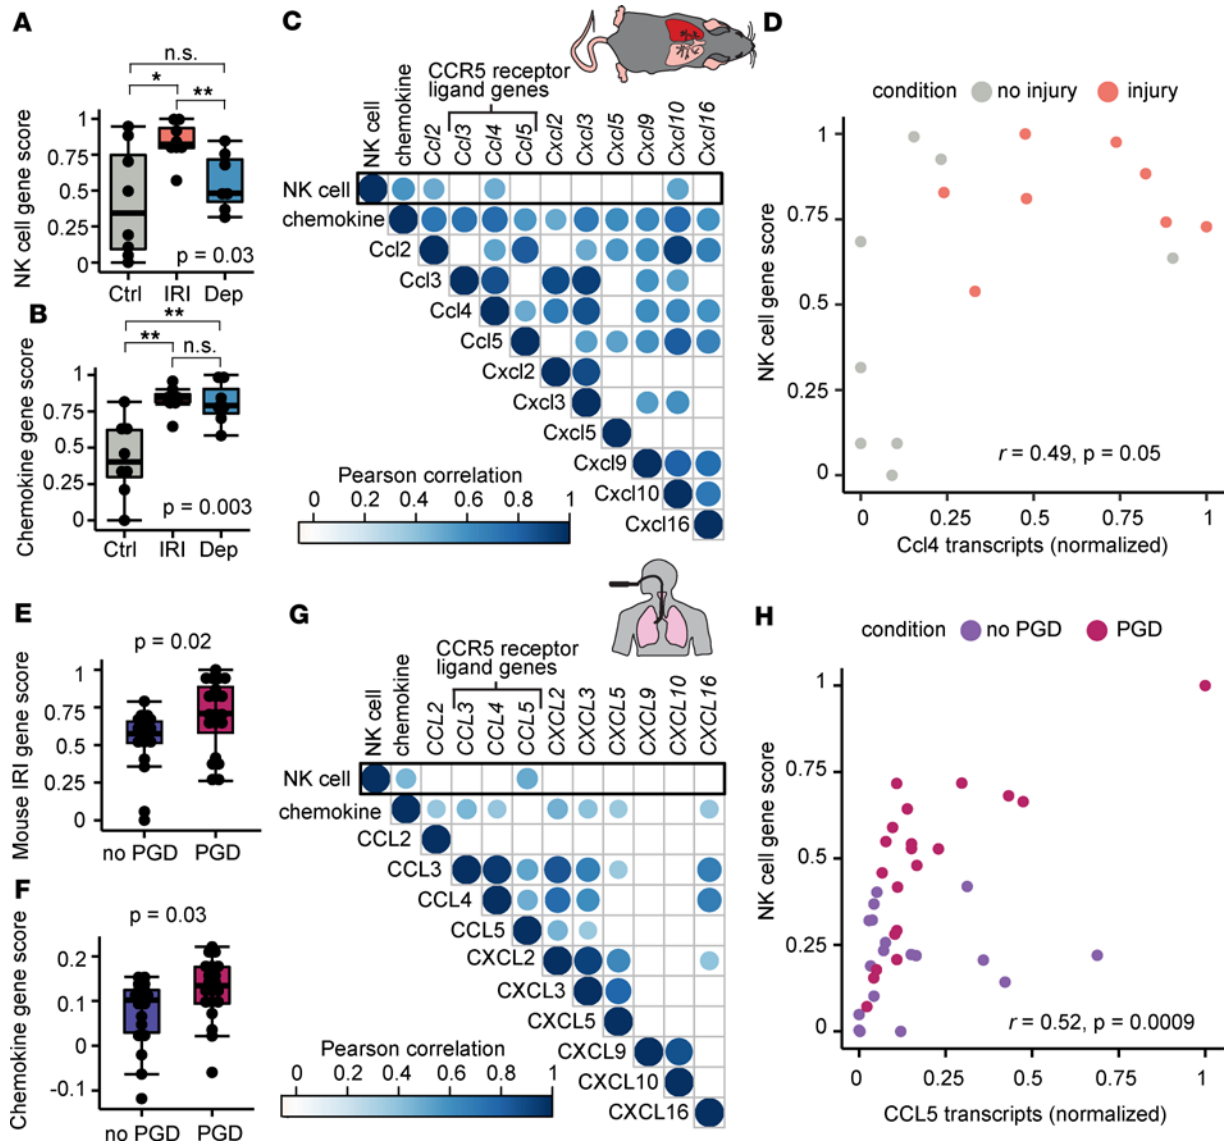 A
n.s.
*
**
NK cell gene score
1
0.75
0.5
0.25
0
p = 0.03
Ctrl
IRI
Dep
B
**
**
n.s.
Chemokine gene score
1
0.75
0.5
0.25
0
p = 0.003
Ctrl
IRI
Dep
C
CCR5 receptor
ligand genes
NK cell
chemokine
Ccl2
Ccl3
Ccl4
Ccl5
Cxcl2
Cxcl3
Cxcl5
Cxcl9
Cxcl10
Cxcl16
NK cell
chemokine
Ccl2
Ccl3
Ccl4
Ccl5
Cxcl2
Cxcl3
Cxcl5
Cxcl9
Cxcl10
Cxcl16
Pearson correlation
0 0.2 0.4 0.6 0.8 1
D
condition no injury injury
NK cell gene score
1
0.75
0.5
0.25
0
r = 0.49, p = 0.05
0 0.25 0.5 0.75 1
Ccl4 transcripts (normalized)
E
p = 0.02
Mouse IRI gene score
1
0.75
0.5
0.25
0
no PGD PGD
F
p = 0.03
Chemokine gene score
0.2
0.1
0
-0.1
no PGD PGD
G
CCR5 receptor
ligand genes
NK cell
chemokine
CCL2
CCL3
CCL4
CCL5
CXCL2
CXCL3
CXCL5
CXCL9
CXCL10
CXCL16
NK cell
chemokine
CCL2
CCL3
CCL4
CCL5
CXCL2
CXCL3
CXCL5
CXCL9
CXCL10
CXCL16
Pearson correlation
0 0.2 0.4 0.6 0.8 1
H
condition no PGD PGD
NK cell gene score
1
0.75
0.5
0.25
0
r = 0.52, p = 0.0009
0 0.25 0.5 0.75 1
CCL5 transcripts (normalized)